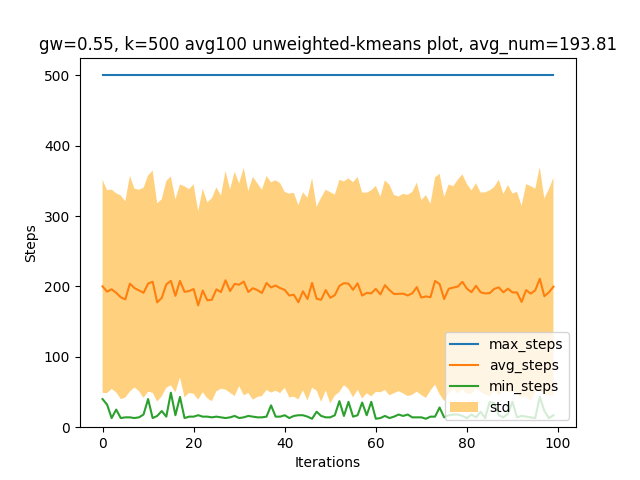 gw=0.55, k=500 avg100 unweighted-kmeans plot, avg_num=193.81
500
400
300
200
100
0
Steps
0 20 40 60 80 100
Iterations
max_steps
avg_steps
min_steps
std